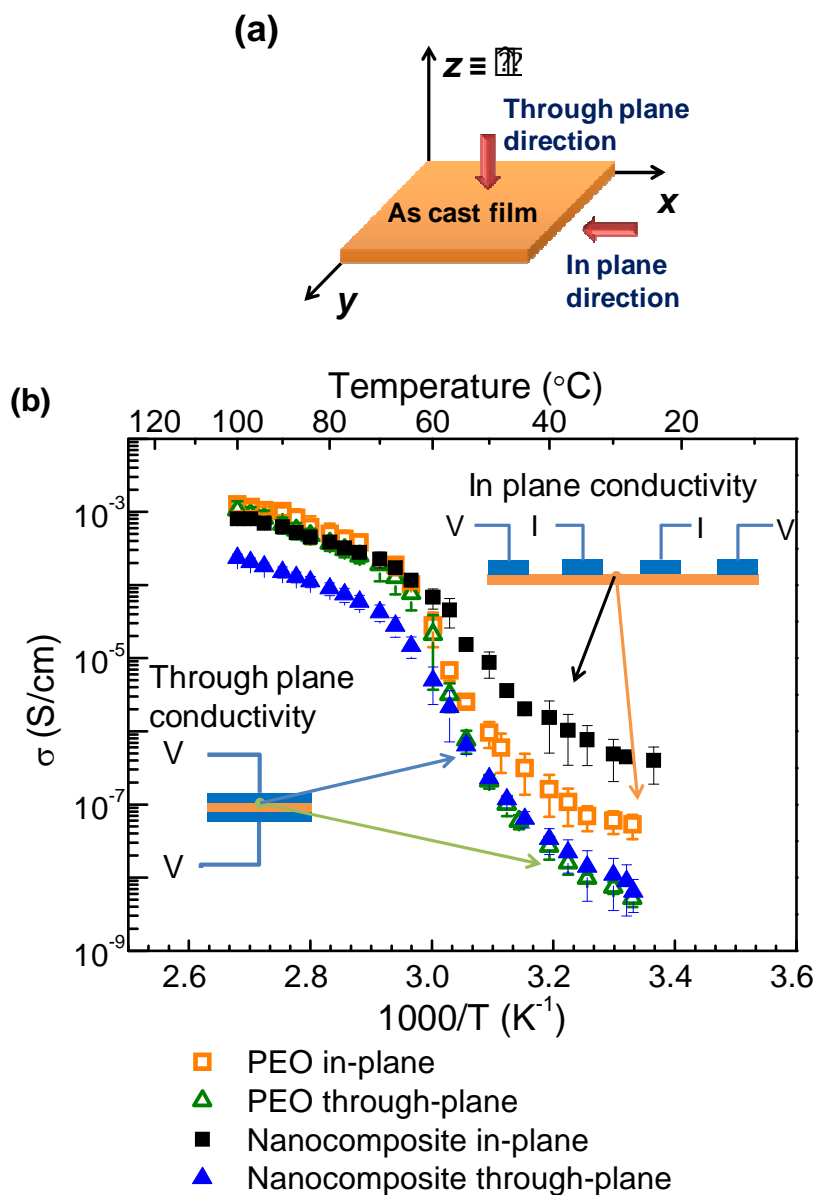 (a)
z ≡
Through plane
direction
As cast film
x
In plane
direction
y
(b)
Temperature (°C)
120 100 80 60 40 20
In plane conductivity
V I I V
10⁻³
10⁻⁵
10⁻⁷
10⁻⁹
σ (S/cm)
Through plane
conductivity
V
V
2.6 2.8 3.0 3.2 3.4 3.6
1000/T (K⁻¹)
PEO in-plane
PEO through-plane
Nanocomposite in-plane
Nanocomposite through-plane